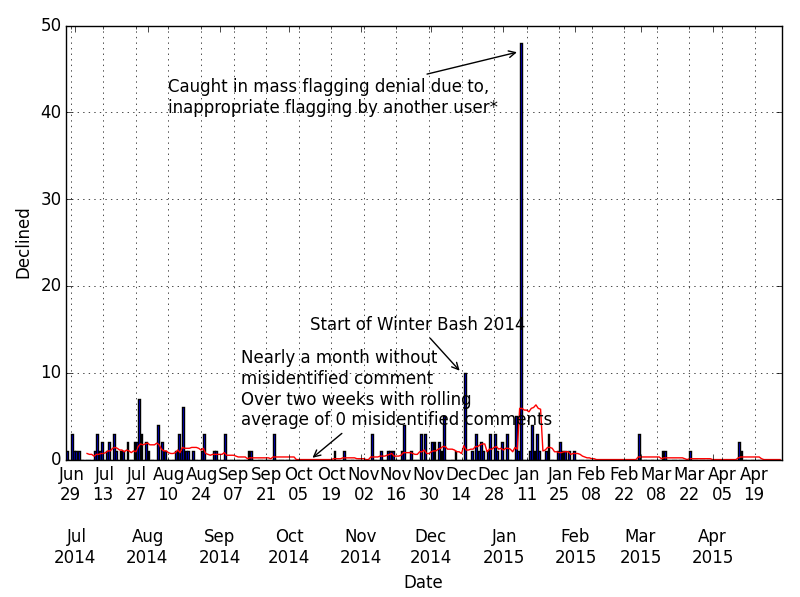 50
40
30
20
10
0
Declined
Caught in mass flagging denial due to,
inappropriate flagging by another user*
Start of Winter Bash 2014
Nearly a month without
misidentified comment
Over two weeks with rolling
average of 0 misidentified comments
Jun Jul Jul Aug Aug Sep Sep Oct Oct Nov Nov Nov Dec Dec Jan Jan Feb Feb Mar Mar Apr Apr
29 13 27 10 24 07 21 05 19 02 16 30 14 28 11 25 08 22 08 22 05 19
Jul Aug Sep Oct Nov Dec Jan Feb Mar Apr
2014 2014 2014 2014 2014 2014 2015 2015 2015 2015
Date